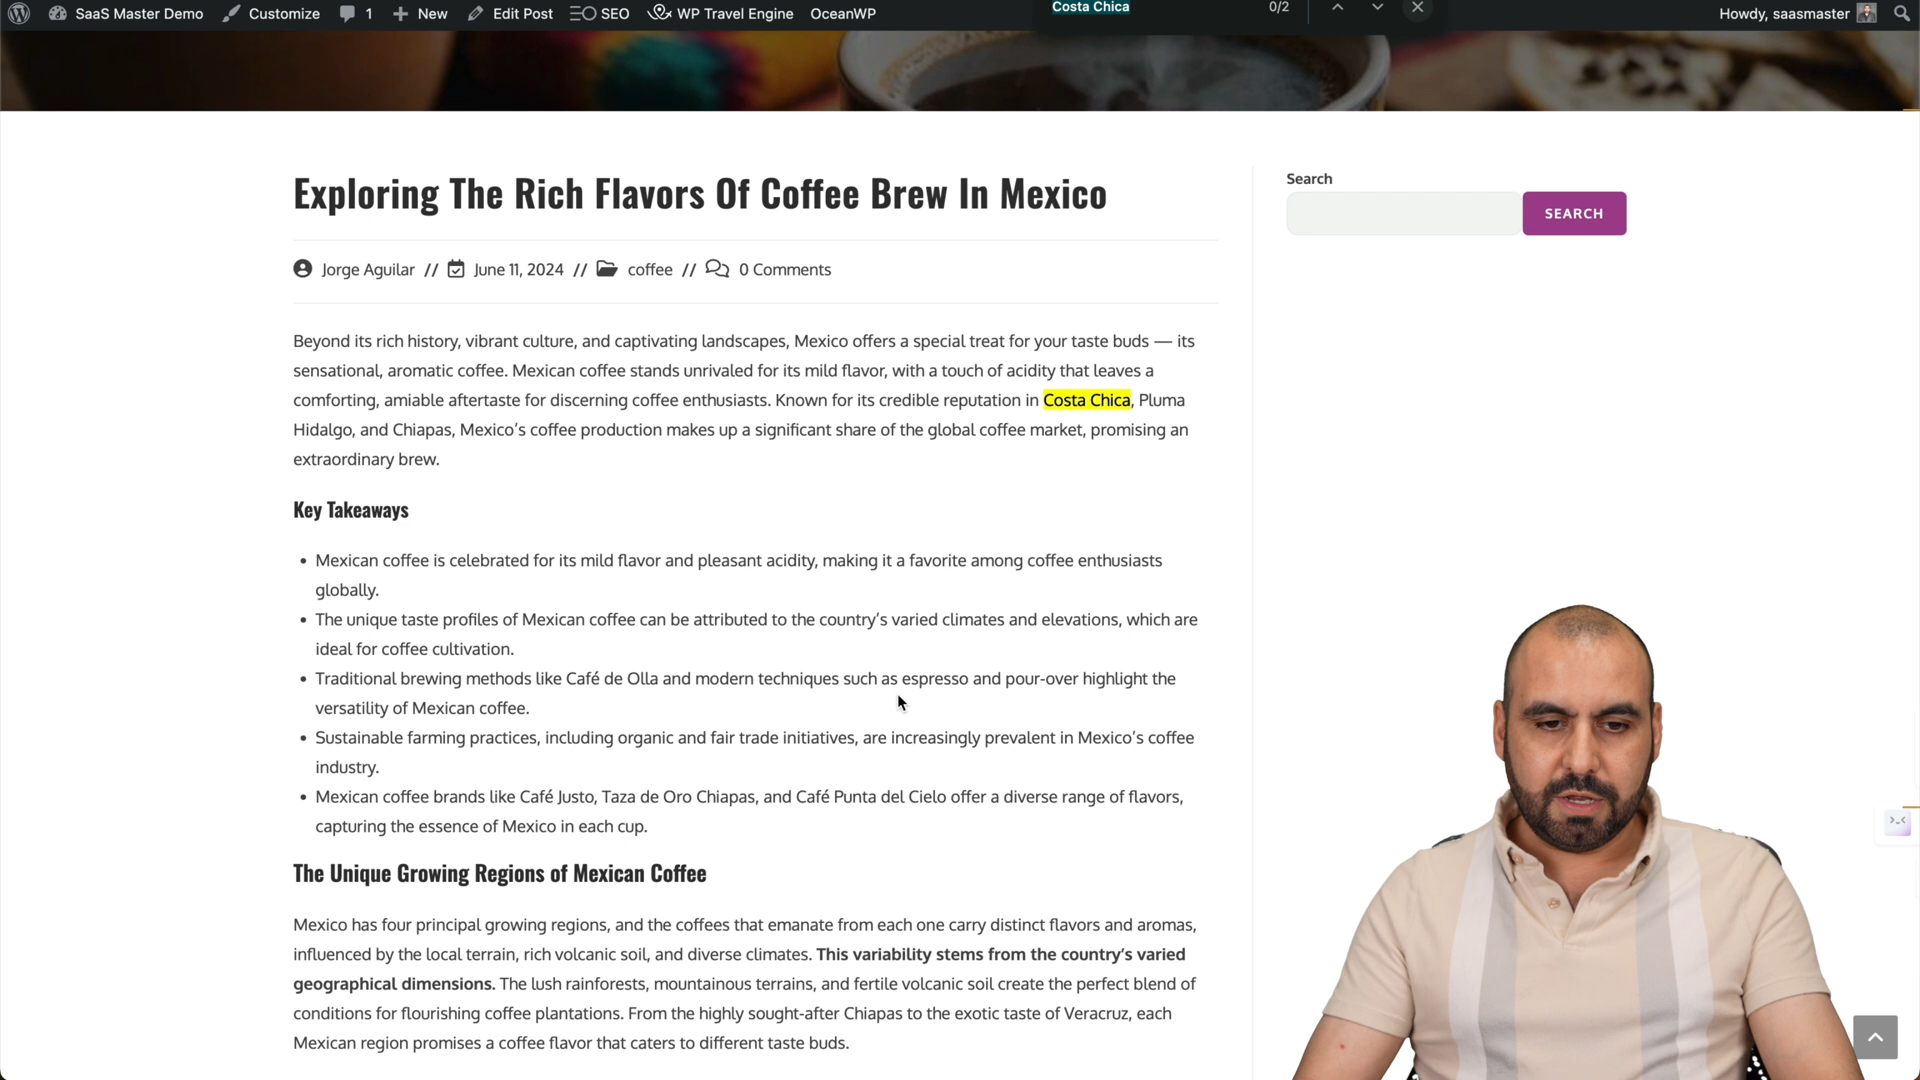 SaaS Master Demo Customize 1 New Edit Post SEO WP Travel Engine OceanWP Costa Chica 0/2 Howdy, saasmaster
Exploring The Rich Flavors Of Coffee Brew In Mexico
Jorge Aguilar // June 11, 2024 // coffee // 0 Comments
Beyond its rich history, vibrant culture, and captivating landscapes, Mexico offers a special treat for your taste buds — its
sensational, aromatic coffee. Mexican coffee stands unrivaled for its mild flavor, with a touch of acidity that leaves a
comforting, amiable aftertaste for discerning coffee enthusiasts. Known for its credible reputation in Costa Chica, Pluma
Hidalgo, and Chiapas, Mexico’s coffee production makes up a significant share of the global coffee market, promising an
extraordinary brew.
Key Takeaways
• Mexican coffee is celebrated for its mild flavor and pleasant acidity, making it a favorite among coffee enthusiasts
globally.
• The unique taste profiles of Mexican coffee can be attributed to the country’s varied climates and elevations, which are
ideal for coffee cultivation.
• Traditional brewing methods like Café de Olla and modern techniques such as espresso and pour-over highlight the
versatility of Mexican coffee.
• Sustainable farming practices, including organic and fair trade initiatives, are increasingly prevalent in Mexico’s coffee
industry.
• Mexican coffee brands like Café Justo, Taza de Oro Chiapas, and Café Punta del Cielo offer a diverse range of flavors,
capturing the essence of Mexico in each cup.
The Unique Growing Regions of Mexican Coffee
Mexico has four principal growing regions, and the coffees that emanate from each one carry distinct flavors and aromas,
influenced by the local terrain, rich volcanic soil, and diverse climates. This variability stems from the country’s varied
geographical dimensions. The lush rainforests, mountainous terrains, and fertile volcanic soil create the perfect blend of
conditions for flourishing coffee plantations. From the highly sought-after Chiapas to the exotic taste of Veracruz, each
Mexican region promises a coffee flavor that caters to different taste buds.
Search
SEARCH